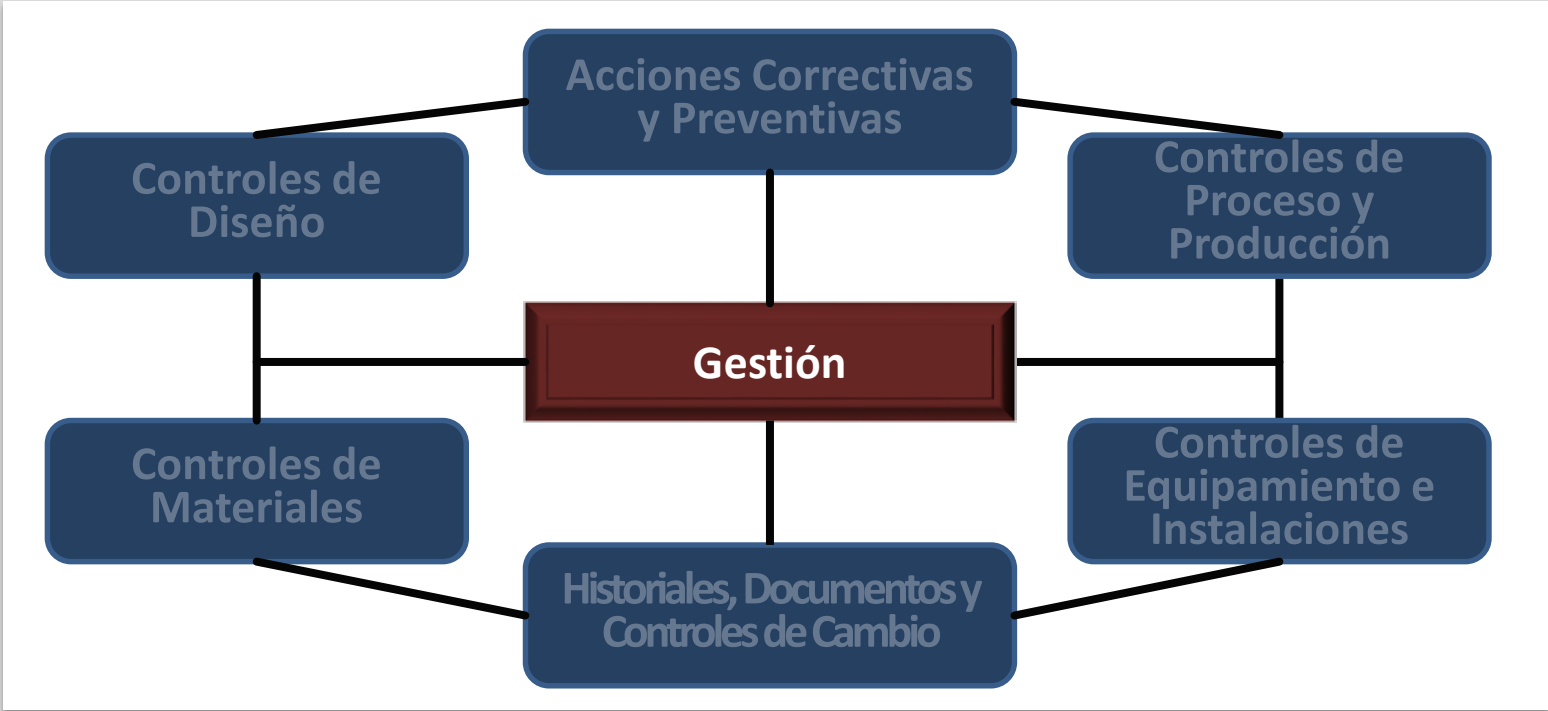 Acciones Correctivas
y Preventivas
Controles de
Diseño
Controles de
Proceso y
Producción
Gestión
Controles de
Materiales
Controles de
Equipamiento e
Instalaciones
Historiales, Documentos y
Controles de Cambio